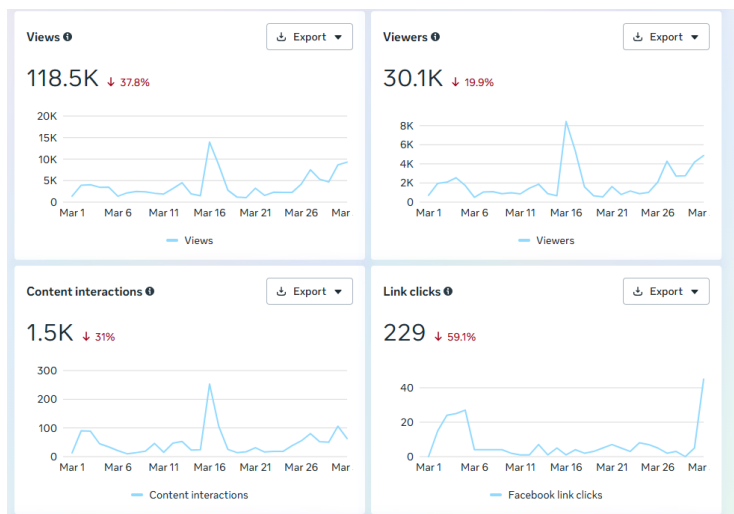 Views
Export
118.5K ↓ 37.8%
20K
15K
10K
5K
0
Mar 1 Mar 6 Mar 11 Mar 16 Mar 21 Mar 26 Mar
Views
Viewers
Export
30.1K ↓ 19.9%
8K
6K
4K
2K
0
Mar 1 Mar 6 Mar 11 Mar 16 Mar 21 Mar 26 Mar
Viewers
Content interactions
Export
1.5K ↓ 31%
300
200
100
0
Mar 1 Mar 6 Mar 11 Mar 16 Mar 21 Mar 26 Mar
Content interactions
Link clicks
Export
229 ↓ 59.1%
40
20
0
Mar 1 Mar 6 Mar 11 Mar 16 Mar 21 Mar 26 Mar
Facebook link clicks